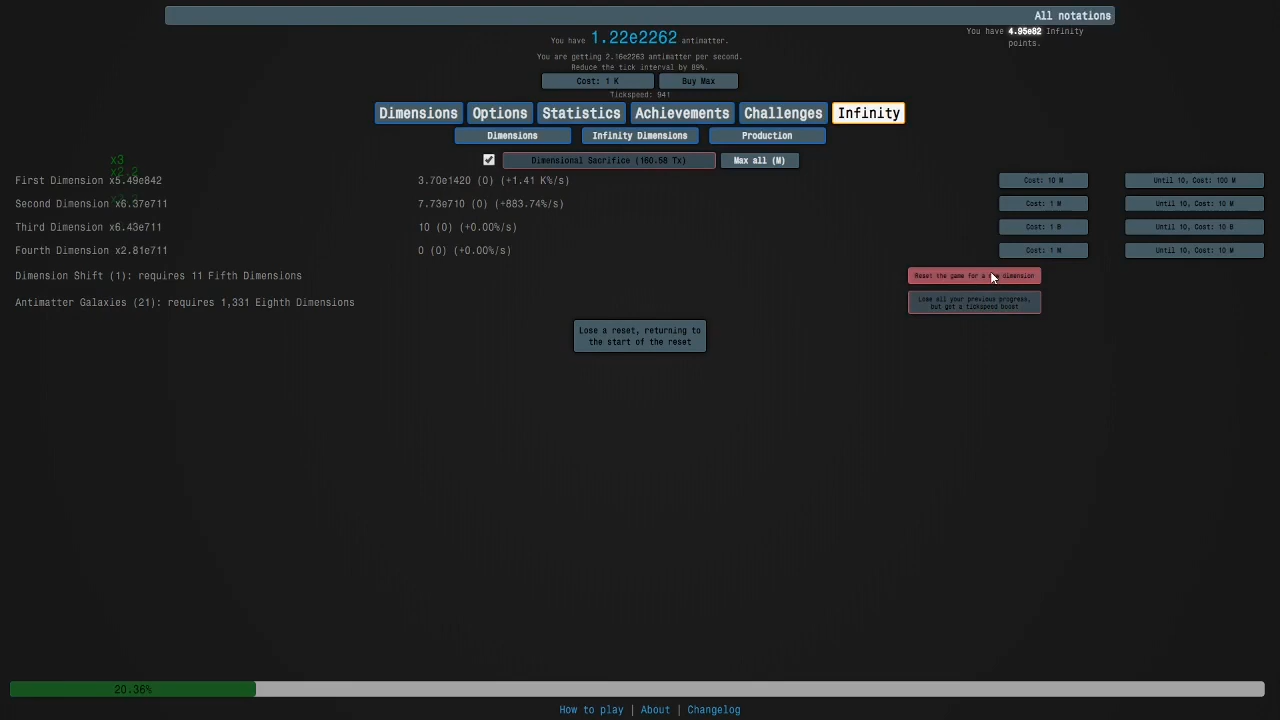 All notations
You have 1.22e2262 antimatter.
You have 4.95e82 Infinity
points.
You are getting 2.16e2263 antimatter per second.
Reduce the tick interval by 89%.
Cost: 1 K Buy Max
Tickspeed: 941
Dimensions Options Statistics Achievements Challenges Infinity
Dimensions Infinity Dimensions Production
Dimensional Sacrifice (160.58 Tx) Max all (M)
x3
First Dimension x5.49e842 3.70e1420 (0) (+1.41 K%/s) Cost: 10 M Until 10, Cost: 100 M
Second Dimension x6.37e711 7.73e710 (0) (+883.74%/s) Cost: 1 M Until 10, Cost: 10 M
Third Dimension x6.43e711 10 (0) (+0.00%/s) Cost: 1 B Until 10, Cost: 10 B
Fourth Dimension x2.81e711 0 (0) (+0.00%/s) Cost: 1 M Until 10, Cost: 10 M
Dimension Shift (1): requires 11 Fifth Dimensions Reset the game for a dimension
Antimatter Galaxies (21): requires 1,331 Eighth Dimensions
Lose all your previous progress,
but get a tickspeed boost
Lose a reset, returning to
the start of the reset
20.36%
How to play | About | Changelog